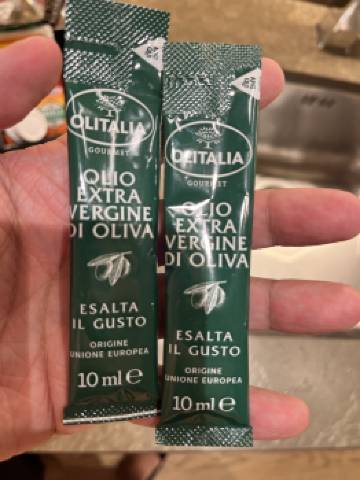 OLITALIA
GOURMET
OLIO
EXTRA
VERGINE
DI OLIVA
ESALTA
IL GUSTO
ORIGINE
UNIONE EUROPEA
10 ml e
OLITALIA
GOURMET
OLIO
EXTRA
VERGINE
DI OLIVA
ESALTA
IL GUSTO
ORIGINE
UNIONE EUROPEA
10 ml e